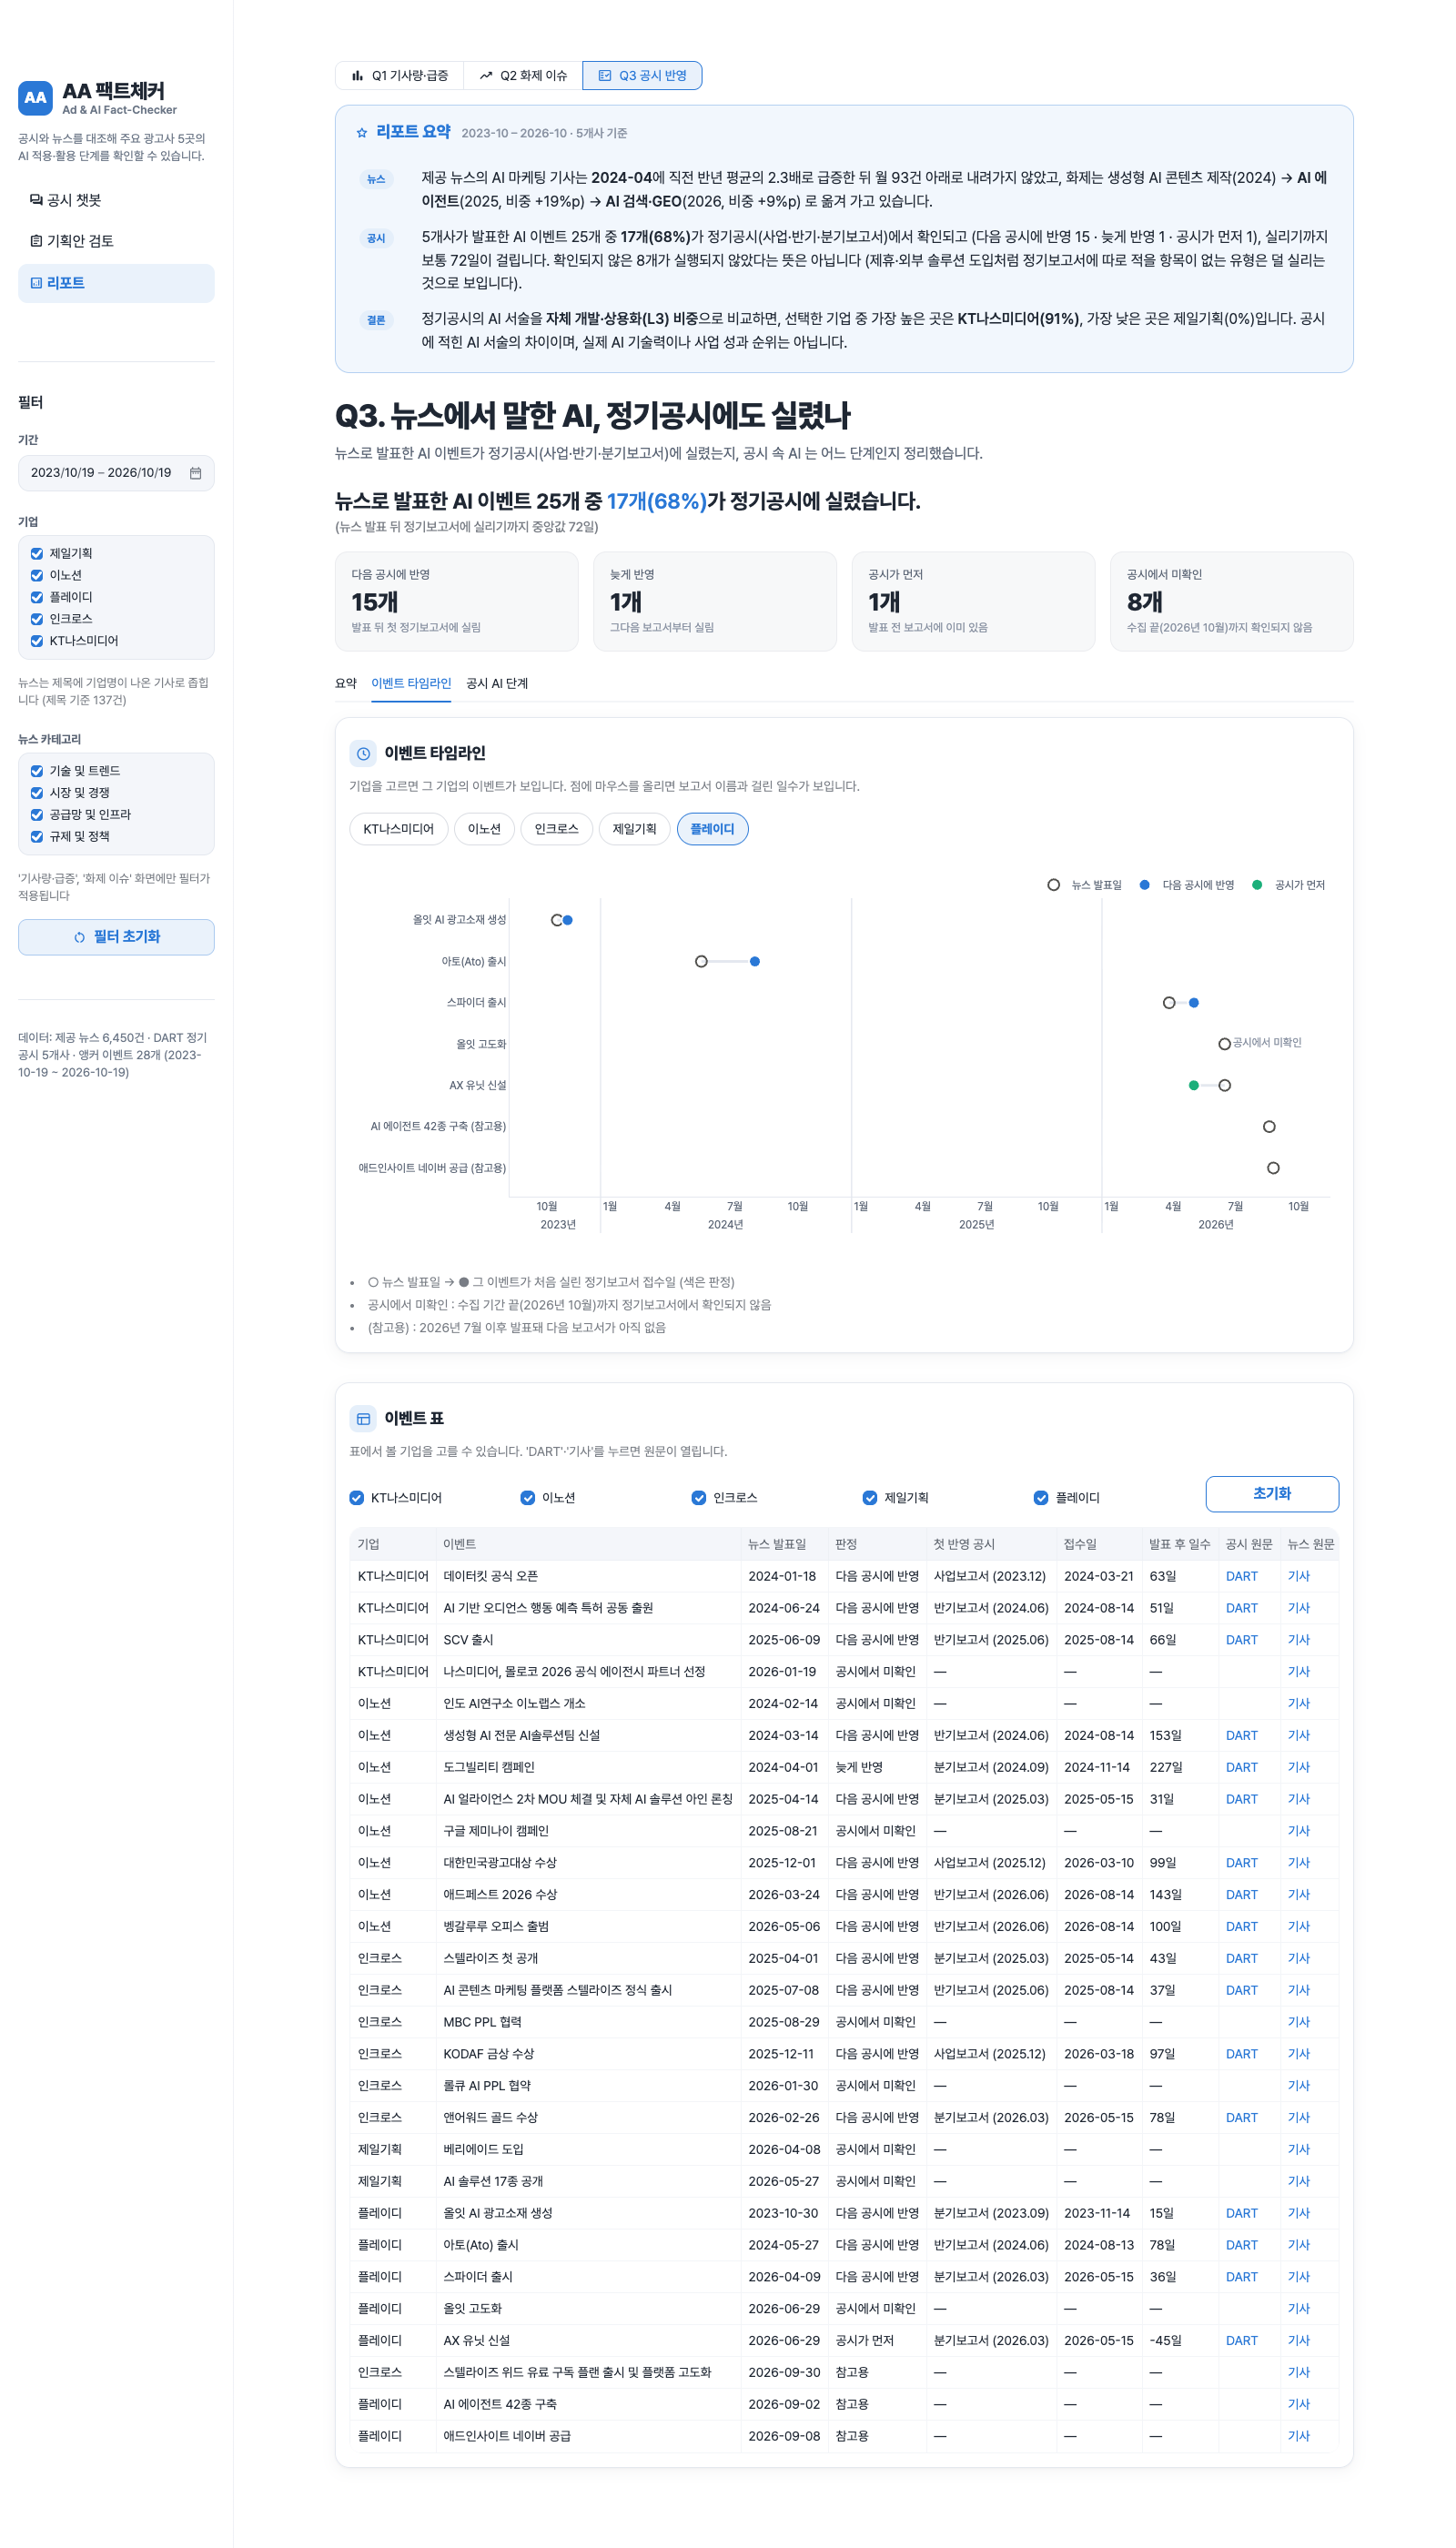 AA
AA 팩트체커
Ad & AI Fact-Checker
공시와 뉴스를 대조해 주요 광고사 5곳의
AI 적용·활용 단계를 확인할 수 있습니다.
공시 챗봇
기획안 검토
리포트
필터
기간
2023/10/19 – 2026/10/19
기업
제일기획
이노션
플레이디
인크로스
KT나스미디어
뉴스는 제목에 기업명이 나온 기사로 좁힙
니다 (제목 기준 137건)
뉴스 카테고리
기술 및 트렌드
시장 및 경쟁
공급망 및 인프라
규제 및 정책
'기사량·급증', '화제 이슈' 화면에만 필터가
적용됩니다
필터 초기화
데이터: 제공 뉴스 6,450건 · DART 정기
공시 5개사 · 앵커 이벤트 28개 (2023-
10-19 ~ 2026-10-19)
Q1 기사량·급증 Q2 화제 이슈 Q3 공시 반영
리포트 요약 2023-10 – 2026-10 · 5개사 기준
뉴스 제공 뉴스의 AI 마케팅 기사는 2024-04에 직전 반년 평균의 2.3배로 급증한 뒤 월 93건 아래로 내려가지 않았고, 화제는 생성형 AI 콘텐츠 제작(2024) → AI 에
이전트(2025, 비중 +19%p) → AI 검색·GEO(2026, 비중 +9%p) 로 옮겨 가고 있습니다.
공시 5개사가 발표한 AI 이벤트 25개 중 17개(68%)가 정기공시(사업·반기·분기보고서)에서 확인되고 (다음 공시에 반영 15 · 늦게 반영 1 · 공시가 먼저 1), 실리기까지
보통 72일이 걸립니다. 확인되지 않은 8개가 실행되지 않았다는 뜻은 아닙니다 (제휴·외부 솔루션 도입처럼 정기보고서에 따로 적을 항목이 없는 유형은 덜 실리는
것으로 보입니다).
결론 정기공시의 AI 서술을 자체 개발·상용화(L3) 비중으로 비교하면, 선택한 기업 중 가장 높은 곳은 KT나스미디어(91%), 가장 낮은 곳은 제일기획(0%)입니다. 공시
에 적힌 AI 서술의 차이이며, 실제 AI 기술력이나 사업 성과 순위는 아닙니다.
Q3. 뉴스에서 말한 AI, 정기공시에도 실렸나
뉴스로 발표한 AI 이벤트가 정기공시(사업·반기·분기보고서)에 실렸는지, 공시 속 AI 는 어느 단계인지 정리했습니다.
뉴스로 발표한 AI 이벤트 25개 중 17개(68%)가 정기공시에 실렸습니다.
(뉴스 발표 뒤 정기보고서에 실리기까지 중앙값 72일)
다음 공시에 반영
15개
발표 뒤 첫 정기보고서에 실림
늦게 반영
1개
그다음 보고서부터 실림
공시가 먼저
1개
발표 전 보고서에 이미 있음
공시에서 미확인
8개
수집 끝(2026년 10월)까지 확인되지 않음
요약 이벤트 타임라인 공시 AI 단계
이벤트 타임라인
기업을 고르면 그 기업의 이벤트가 보입니다. 점에 마우스를 올리면 보고서 이름과 걸린 일수가 보입니다.
KT나스미디어 이노션 인크로스 제일기획 플레이디
뉴스 발표일 다음 공시에 반영 공시가 먼저
올잇 AI 광고소재 생성
아토(Ato) 출시
스파이더 출시
올잇 고도화 공시에서 미확인
AX 유닛 신설
AI 에이전트 42종 구축 (참고용)
애드인사이트 네이버 공급 (참고용)
10월 1월 4월 7월 10월 1월 4월 7월 10월 1월 4월 7월 10월
2023년 2024년 2025년 2026년
• ○ 뉴스 발표일 → ● 그 이벤트가 처음 실린 정기보고서 접수일 (색은 판정)
• 공시에서 미확인 : 수집 기간 끝(2026년 10월)까지 정기보고서에서 확인되지 않음
• (참고용) : 2026년 7월 이후 발표돼 다음 보고서가 아직 없음
이벤트 표
표에서 볼 기업을 고를 수 있습니다. 'DART'·'기사'를 누르면 원문이 열립니다.
KT나스미디어 이노션 인크로스 제일기획 플레이디 초기화
기업 이벤트 뉴스 발표일 판정 첫 반영 공시 접수일 발표 후 일수 공시 원문 뉴스 원문
KT나스미디어 데이터킷 공식 오픈 2024-01-18 다음 공시에 반영 사업보고서 (2023.12) 2024-03-21 63일 DART 기사
KT나스미디어 AI 기반 오디언스 행동 예측 특허 공동 출원 2024-06-24 다음 공시에 반영 반기보고서 (2024.06) 2024-08-14 51일 DART 기사
KT나스미디어 SCV 출시 2025-06-09 다음 공시에 반영 반기보고서 (2025.06) 2025-08-14 66일 DART 기사
KT나스미디어 나스미디어, 몰로코 2026 공식 에이전시 파트너 선정 2026-01-19 공시에서 미확인 — — — 기사
이노션 인도 AI연구소 이노랩스 개소 2024-02-14 공시에서 미확인 — — — 기사
이노션 생성형 AI 전문 AI솔루션팀 신설 2024-03-14 다음 공시에 반영 반기보고서 (2024.06) 2024-08-14 153일 DART 기사
이노션 도그빌리티 캠페인 2024-04-01 늦게 반영 분기보고서 (2024.09) 2024-11-14 227일 DART 기사
이노션 AI 얼라이언스 2차 MOU 체결 및 자체 AI 솔루션 아인 론칭 2025-04-14 다음 공시에 반영 분기보고서 (2025.03) 2025-05-15 31일 DART 기사
이노션 구글 제미나이 캠페인 2025-08-21 공시에서 미확인 — — — 기사
이노션 대한민국광고대상 수상 2025-12-01 다음 공시에 반영 사업보고서 (2025.12) 2026-03-10 99일 DART 기사
이노션 애드페스트 2026 수상 2026-03-24 다음 공시에 반영 반기보고서 (2026.06) 2026-08-14 143일 DART 기사
이노션 벵갈루루 오피스 출범 2026-05-06 다음 공시에 반영 반기보고서 (2026.06) 2026-08-14 100일 DART 기사
인크로스 스텔라이즈 첫 공개 2025-04-01 다음 공시에 반영 분기보고서 (2025.03) 2025-05-14 43일 DART 기사
인크로스 AI 콘텐츠 마케팅 플랫폼 스텔라이즈 정식 출시 2025-07-08 다음 공시에 반영 반기보고서 (2025.06) 2025-08-14 37일 DART 기사
인크로스 MBC PPL 협력 2025-08-29 공시에서 미확인 — — — 기사
인크로스 KODAF 금상 수상 2025-12-11 다음 공시에 반영 사업보고서 (2025.12) 2026-03-18 97일 DART 기사
인크로스 롤큐 AI PPL 협약 2026-01-30 공시에서 미확인 — — — 기사
인크로스 앤어워드 골드 수상 2026-02-26 다음 공시에 반영 분기보고서 (2026.03) 2026-05-15 78일 DART 기사
제일기획 베리에이드 도입 2026-04-08 공시에서 미확인 — — — 기사
제일기획 AI 솔루션 17종 공개 2026-05-27 공시에서 미확인 — — — 기사
플레이디 올잇 AI 광고소재 생성 2023-10-30 다음 공시에 반영 분기보고서 (2023.09) 2023-11-14 15일 DART 기사
플레이디 아토(Ato) 출시 2024-05-27 다음 공시에 반영 반기보고서 (2024.06) 2024-08-13 78일 DART 기사
플레이디 스파이더 출시 2026-04-09 다음 공시에 반영 분기보고서 (2026.03) 2026-05-15 36일 DART 기사
플레이디 올잇 고도화 2026-06-29 공시에서 미확인 — — — 기사
플레이디 AX 유닛 신설 2026-06-29 공시가 먼저 분기보고서 (2026.03) 2026-05-15 -45일 DART 기사
인크로스 스텔라이즈 위드 유료 구독 플랜 출시 및 플랫폼 고도화 2026-09-30 참고용 — — — 기사
플레이디 AI 에이전트 42종 구축 2026-09-02 참고용 — — — 기사
플레이디 애드인사이트 네이버 공급 2026-09-08 참고용 — — — 기사